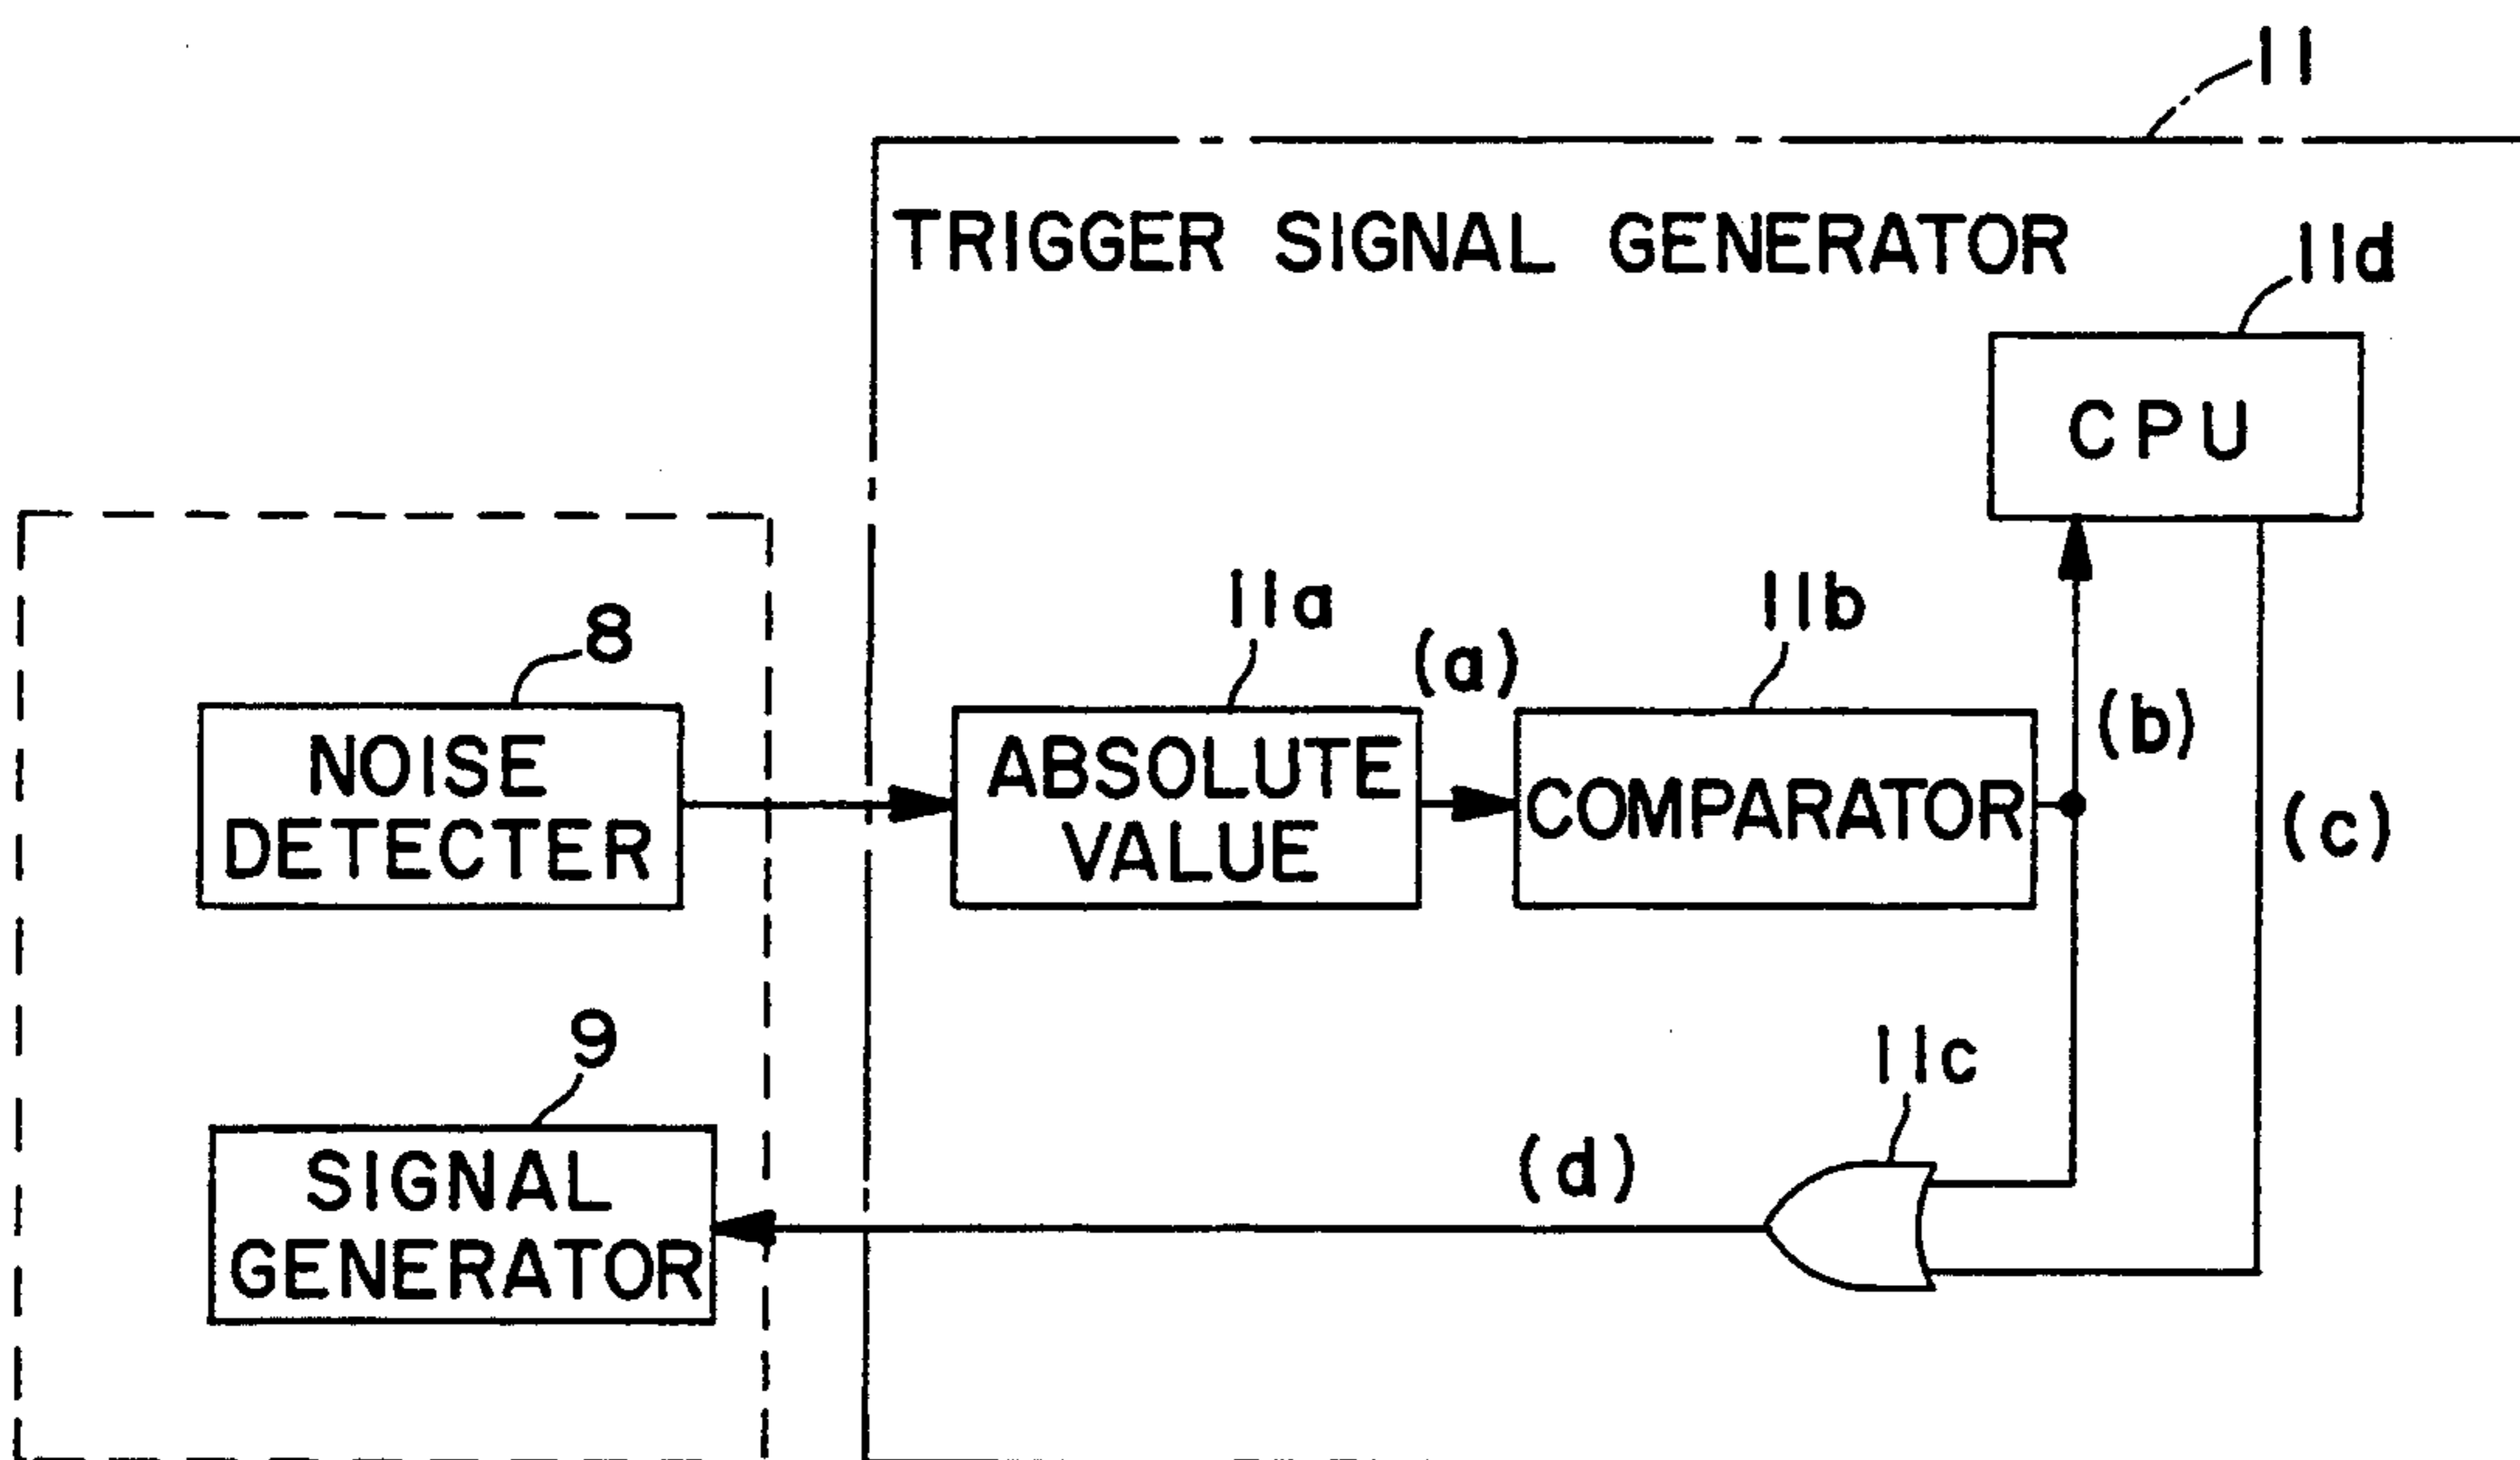 11
TRIGGER SIGNAL GENERATOR
11d
CPU
8
11a
(a)
11b
(b)
NOISE
DETECTER
ABSOLUTE
VALUE
COMPARATOR
(c)
9
11c
(d)
SIGNAL
GENERATOR